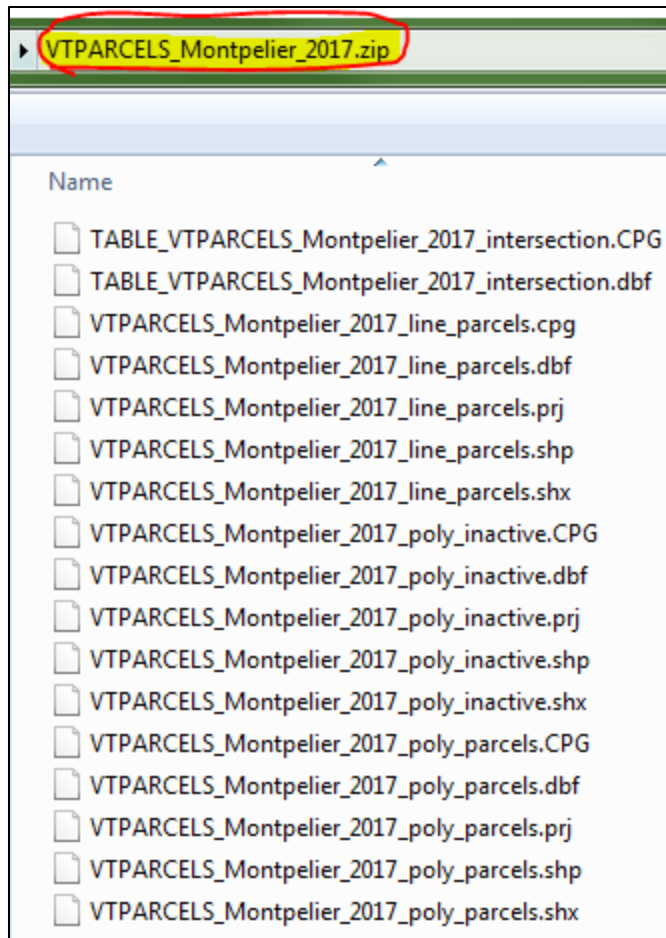 VTPARCELS_Montpelier_2017.zip
Name
TABLE_VTPARCELS_Montpelier_2017_intersection.CPG
TABLE_VTPARCELS_Montpelier_2017_intersection.dbf
VTPARCELS_Montpelier_2017_line_parcels.cpg
VTPARCELS_Montpelier_2017_line_parcels.dbf
VTPARCELS_Montpelier_2017_line_parcels.prj
VTPARCELS_Montpelier_2017_line_parcels.shp
VTPARCELS_Montpelier_2017_line_parcels.shx
VTPARCELS_Montpelier_2017_poly_inactive.CPG
VTPARCELS_Montpelier_2017_poly_inactive.dbf
VTPARCELS_Montpelier_2017_poly_inactive.prj
VTPARCELS_Montpelier_2017_poly_inactive.shp
VTPARCELS_Montpelier_2017_poly_inactive.shx
VTPARCELS_Montpelier_2017_poly_parcels.CPG
VTPARCELS_Montpelier_2017_poly_parcels.dbf
VTPARCELS_Montpelier_2017_poly_parcels.prj
VTPARCELS_Montpelier_2017_poly_parcels.shp
VTPARCELS_Montpelier_2017_poly_parcels.shx